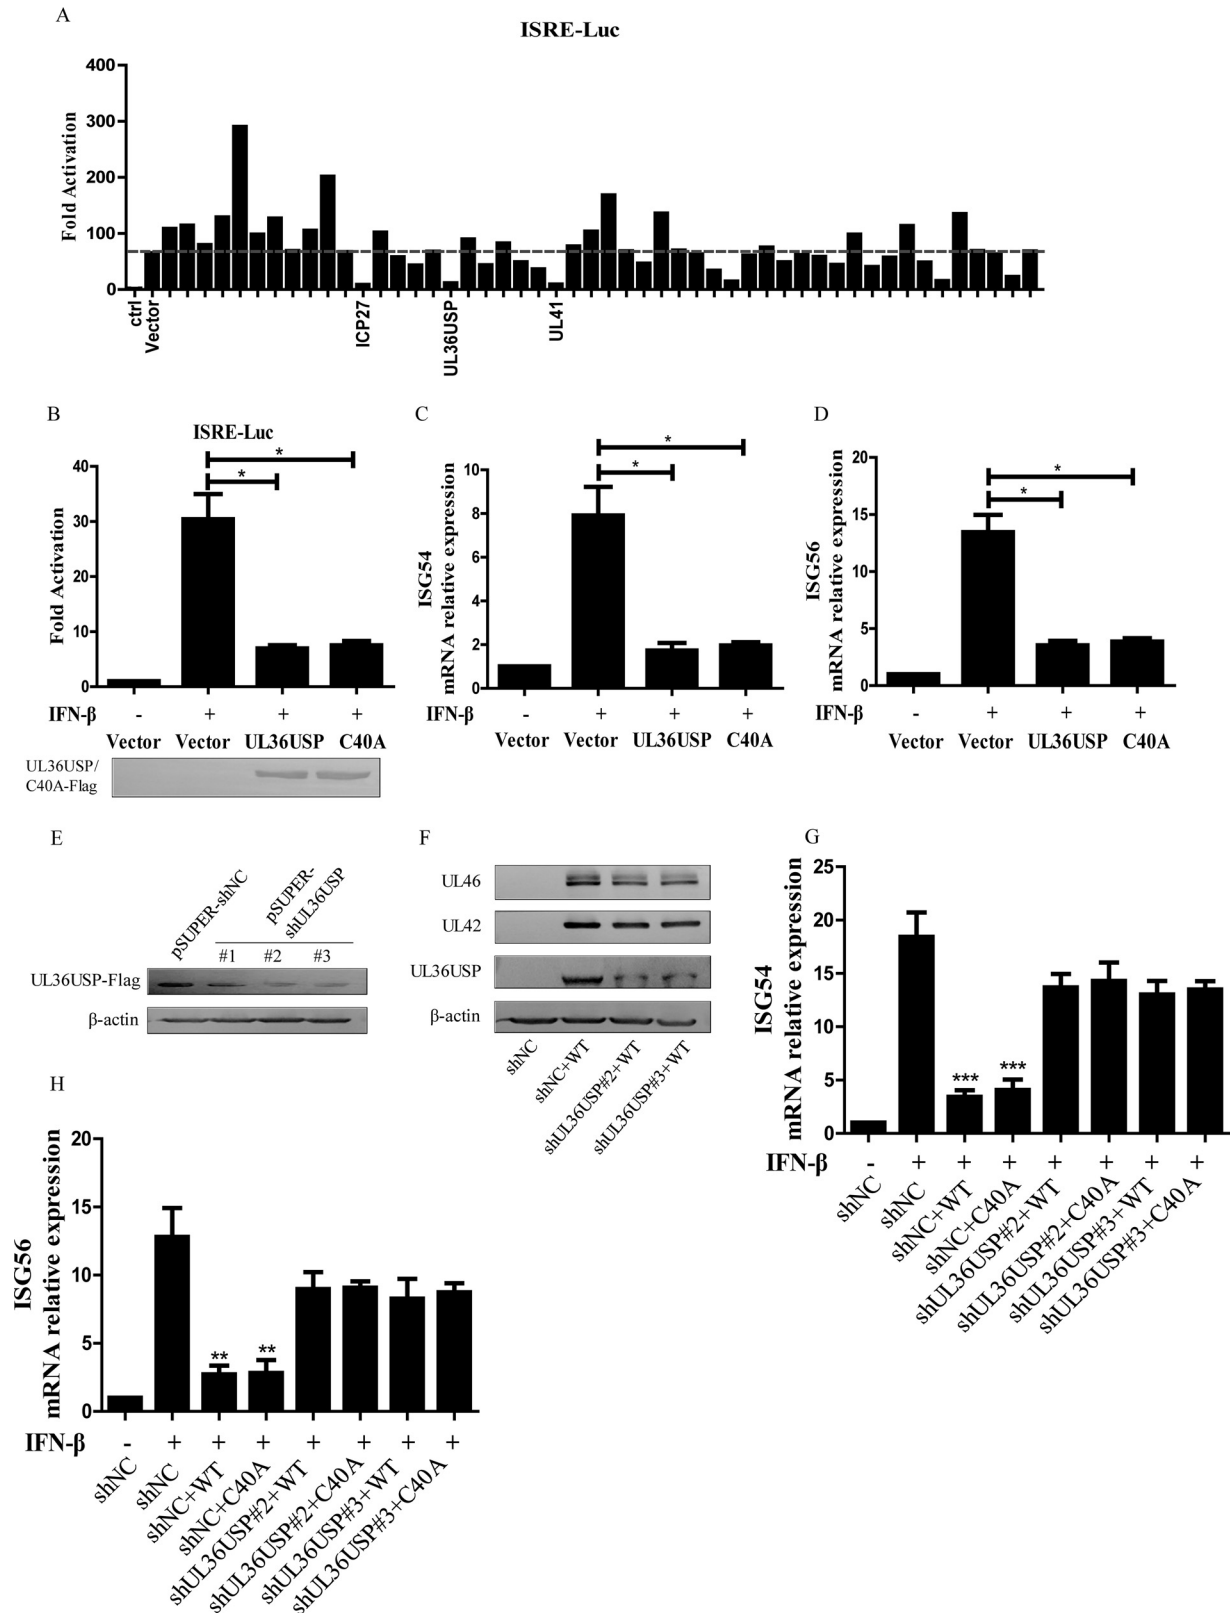 A
ISRE-Luc
Fold Activation
400
300
200
100
0
ctrl
Vector
ICP27
UL36USP
UL41
B
ISRE-Luc
*
*
Fold Activation
40
30
20
10
0
IFN-β - + + +
Vector Vector UL36USP C40A
UL36USP/
C40A-Flag
C
*
*
ISG54
mRNA relative expression
10
8
6
4
2
0
IFN-β - + + +
Vector Vector UL36USP C40A
D
*
*
ISG56
mRNA relative expression
20
15
10
5
0
IFN-β - + + +
Vector Vector UL36USP C40A
E
pSUPER-shNC
pSUPER-
shUL36USP
#1 #2 #3
UL36USP-Flag
β-actin
F
UL46
UL42
UL36USP
β-actin
shNC
shNC+WT
shUL36USP#2+WT
shUL36USP#3+WT
G
ISG54
mRNA relative expression
25
20
15
10
5
0
*** ***
IFN-β - + + + + + + +
shNC
shNC
shNC+WT
shNC+C40A
shUL36USP#2+WT
shUL36USP#2+C40A
shUL36USP#3+WT
shUL36USP#3+C40A
H
ISG56
mRNA relative expression
20
15
10
5
0
** **
IFN-β - + + + + + + +
shNC
shNC
shNC+WT
shNC+C40A
shUL36USP#2+WT
shUL36USP#2+C40A
shUL36USP#3+WT
shUL36USP#3+C40A